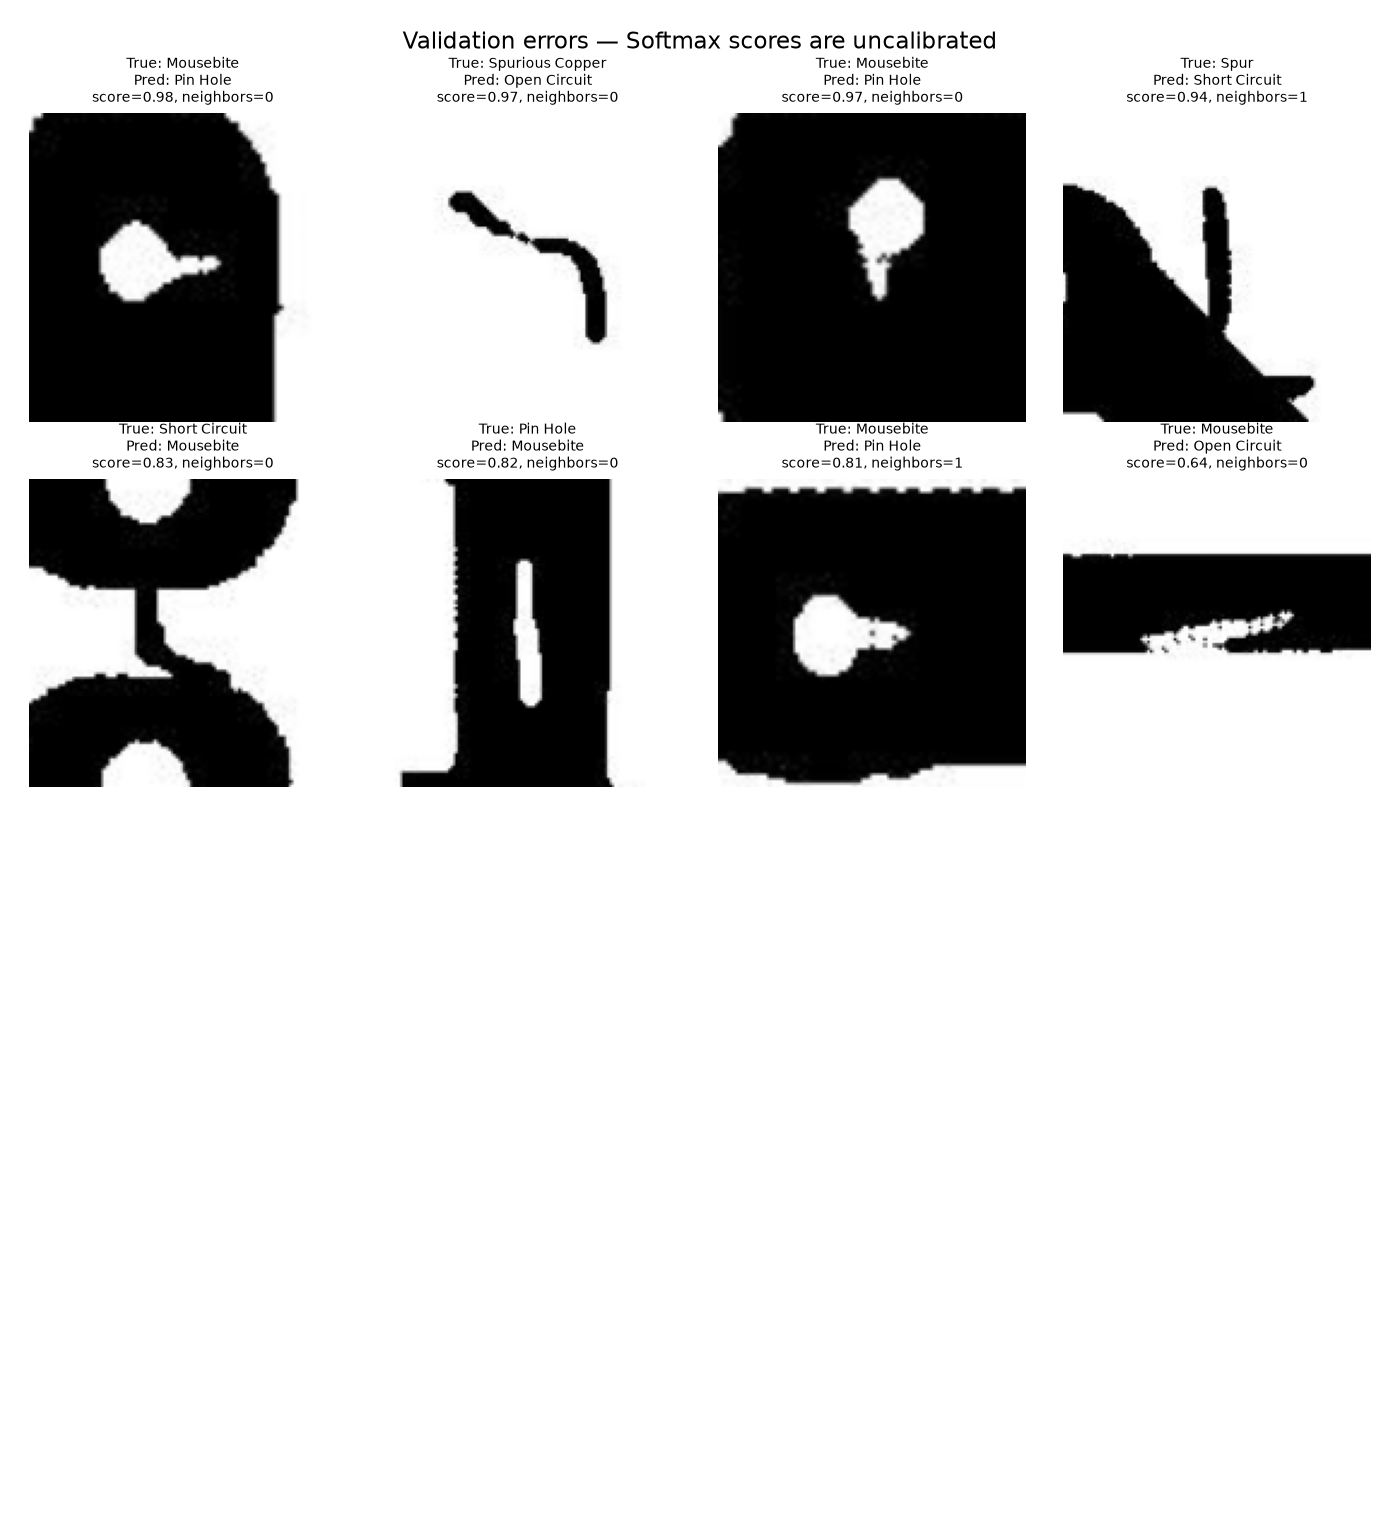 Validation errors — Softmax scores are uncalibrated
True: Mousebite
Pred: Pin Hole
score=0.98, neighbors=0
True: Spurious Copper
Pred: Open Circuit
score=0.97, neighbors=0
True: Mousebite
Pred: Pin Hole
score=0.97, neighbors=0
True: Spur
Pred: Short Circuit
score=0.94, neighbors=1
True: Short Circuit
Pred: Mousebite
score=0.83, neighbors=0
True: Pin Hole
Pred: Mousebite
score=0.82, neighbors=0
True: Mousebite
Pred: Pin Hole
score=0.81, neighbors=1
True: Mousebite
Pred: Open Circuit
score=0.64, neighbors=0